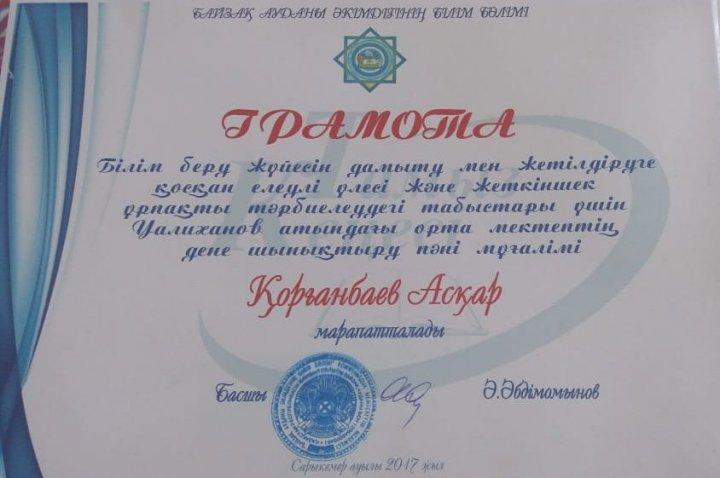 БАЙЗАҚ АУДАНЫ ӘКІМДІГІНІҢ БІЛІМ БӨЛІМІ
ГРАМОТА
Білім беру жүйесін дамыту мен жетілдіруге
қосқан елеулі үлесі және жеткіншек
ұрпақты тәрбиелеудегі табыстары үшін
Уалиханов атындағы орта мектептің
дене шынықтыру пәні мұғалімі
Қорғанбаев Асқар
марапатталады
Басшы Ә.Әбдімомынов
Сарыкемер ауылы 2017 жыл